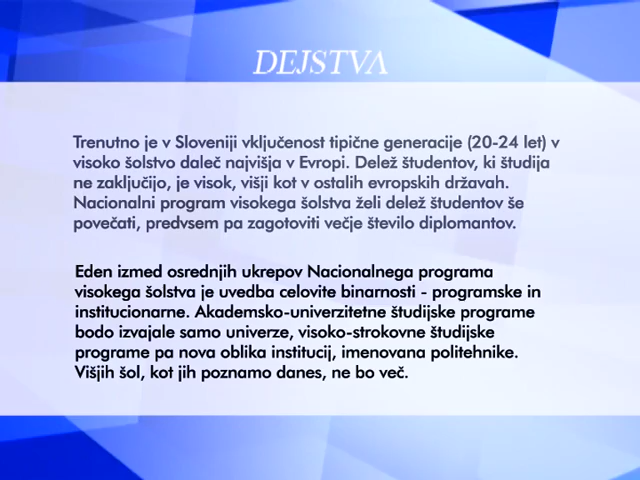 DEJSTVA
Trenutno je v Sloveniji vključenost tipične generacije (20-24 let) v
visoko šolstvo daleč najvišja v Evropi. Delež študentov, ki študija
ne zaključijo, je visok, višji kot v ostalih evropskih državah.
Nacionalni program visokega šolstva želi delež študentov še
povečati, predvsem pa zagotoviti večje število diplomantov.
Eden izmed osrednjih ukrepov Nacionalnega programa
visokega šolstva je uvedba celovite binarnosti - programske in
institucionarne. Akademsko-univerzitetne študijske programe
bodo izvajale samo univerze, visoko-strokovne študijske
programe pa nova oblika institucij, imenovana politehnike.
Višjih šol, kot jih poznamo danes, ne bo več.